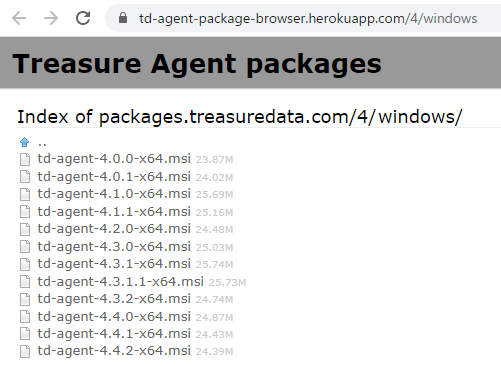 td-agent-package-browser.herokuapp.com/4/windows
Treasure Agent packages
Index of packages.treasuredata.com/4/windows/
..
td-agent-4.0.0-x64.msi 23.87M
td-agent-4.0.1-x64.msi 24.02M
td-agent-4.1.0-x64.msi 25.69M
td-agent-4.1.1-x64.msi 25.16M
td-agent-4.2.0-x64.msi 24.48M
td-agent-4.3.0-x64.msi 25.03M
td-agent-4.3.1-x64.msi 25.74M
td-agent-4.3.1.1-x64.msi 25.73M
td-agent-4.3.2-x64.msi 24.74M
td-agent-4.4.0-x64.msi 24.87M
td-agent-4.4.1-x64.msi 24.43M
td-agent-4.4.2-x64.msi 24.39M